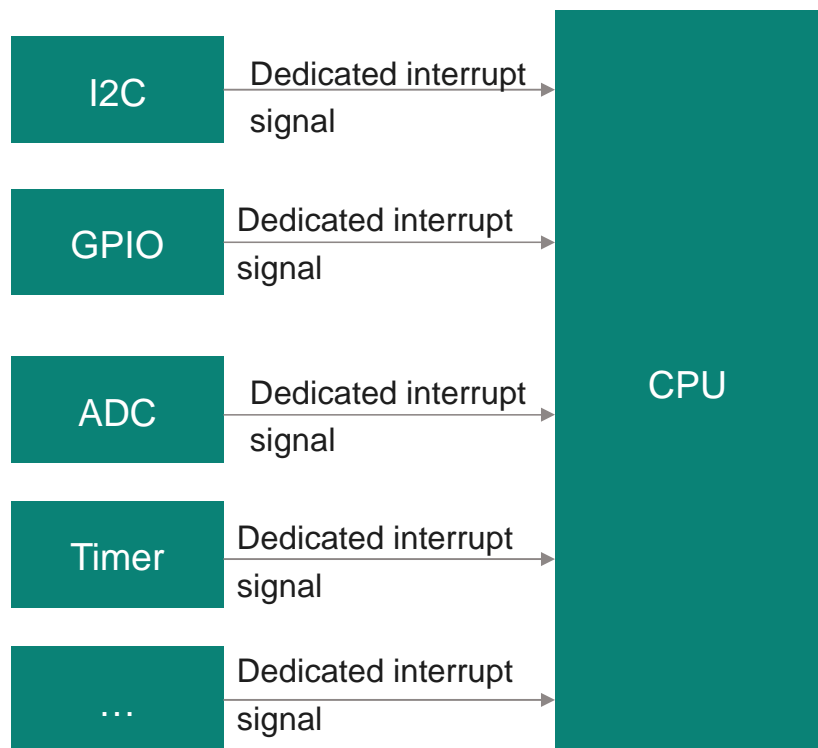 I2C
Dedicated interrupt
signal
GPIO
Dedicated interrupt
signal
ADC
Dedicated interrupt
signal
CPU
Timer
Dedicated interrupt
signal
…
Dedicated interrupt
signal